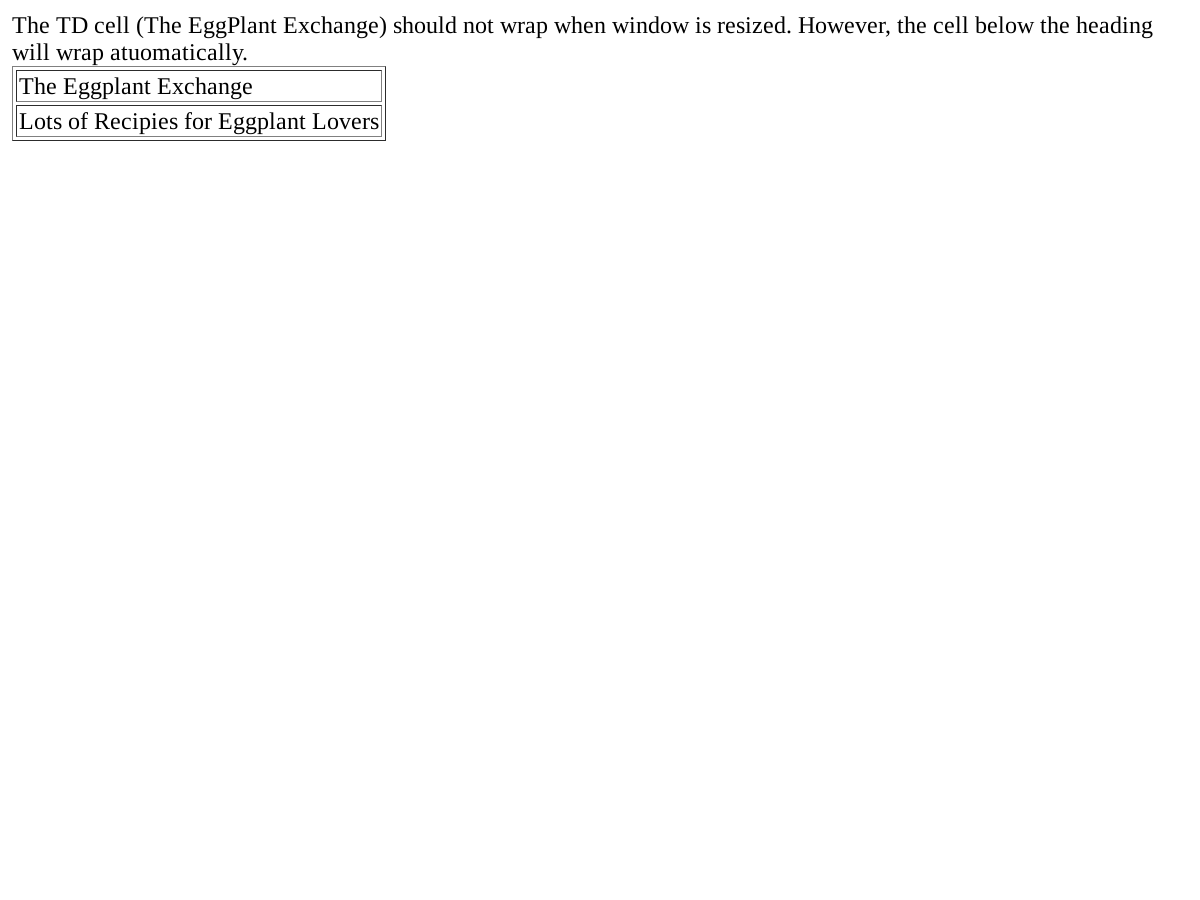 The TD cell (The EggPlant Exchange) should not wrap when window is resized. However, the cell below the heading
will wrap atuomatically.
The Eggplant Exchange
Lots of Recipies for Eggplant Lovers